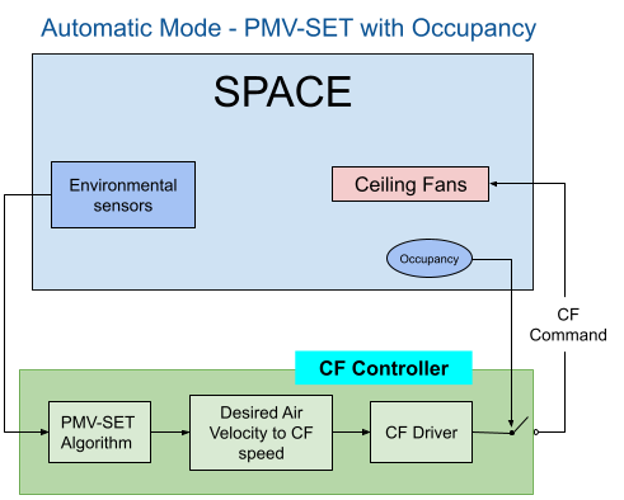 Automatic Mode - PMV-SET with Occupancy
SPACE
Environmental
sensors
Ceiling Fans
Occupancy
CF
Command
CF Controller
PMV-SET
Algorithm
Desired Air
Velocity to CF
speed
CF Driver